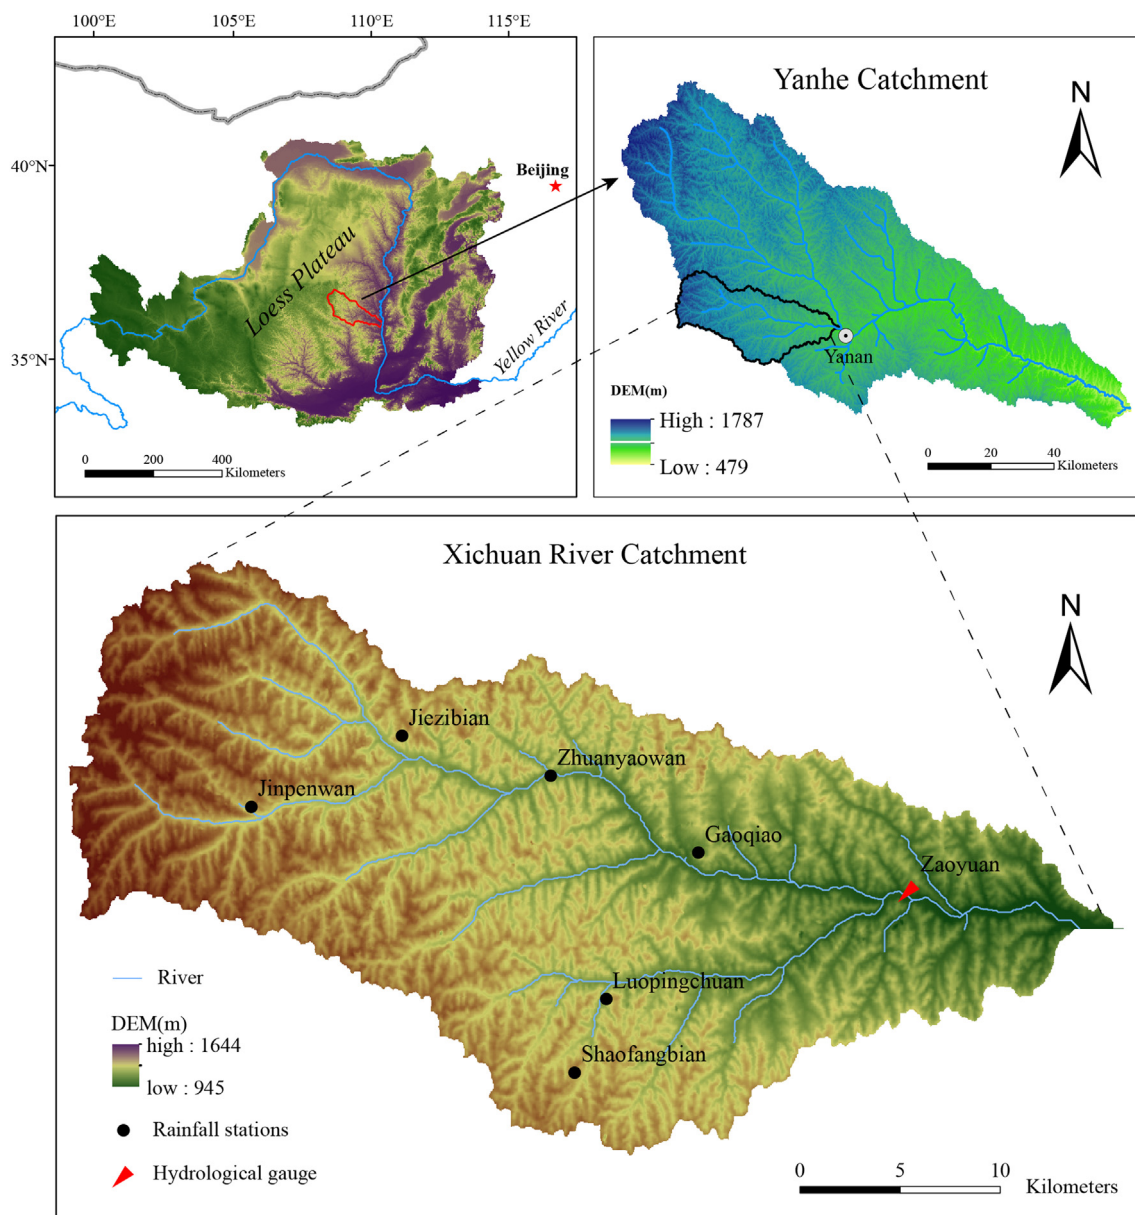 100°E 105°E 110°E 115°E
40°N
35°N
Beijing
Loess Plateau
Yellow River
0 200 400
Kilometers
Yanhe Catchment
N
Yanan
DEM(m)
High : 1787
Low : 479
0 20 40
Kilometers
Xichuan River Catchment
N
Jiezibian
Zhuanyaowan
Jinpenwan
Gaoqiao
Zaoyuan
Luopingchuan
Shaofangbian
River
DEM(m)
high : 1644
low : 945
Rainfall stations
Hydrological gauge
0 5 10
Kilometers